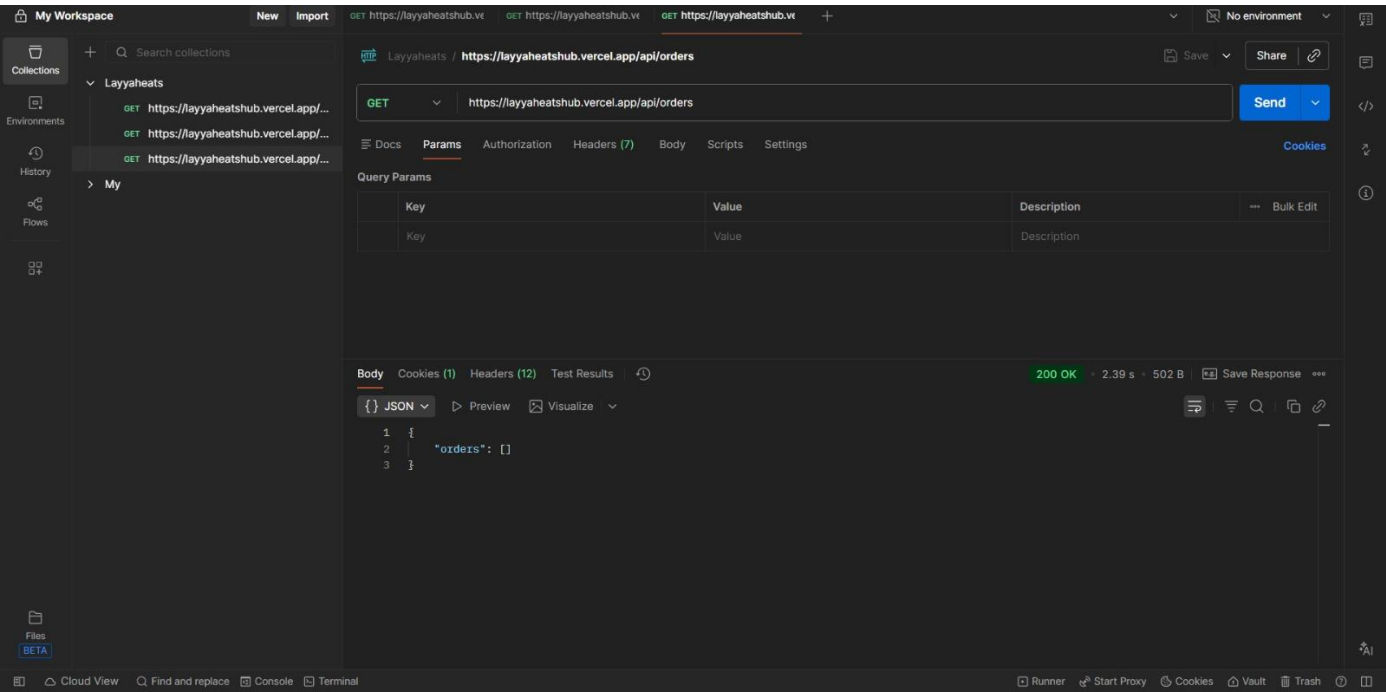 My Workspace New Import GET https://layyaheatshub.ve GET https://layyaheatshub.ve GET https://layyaheatshub.ve No environment
Collections
Search collections
Layyaheats / https://layyaheatshub.vercel.app/api/orders Save Share
Layyaheats
GET https://layyaheatshub.vercel.app/...
GET https://layyaheatshub.vercel.app/...
GET https://layyaheatshub.vercel.app/...
My
Environments
History
Flows
GET https://layyaheatshub.vercel.app/api/orders Send
Docs Params Authorization Headers (7) Body Scripts Settings Cookies
Query Params
Key Value Description Bulk Edit
Key Value Description
Body Cookies (1) Headers (12) Test Results 200 OK 2.39 s 502 B Save Response
{} JSON Preview Visualize
1 {
2 "orders": []
3 }
Files
BETA
AI
Cloud View Find and replace Console Terminal Runner Start Proxy Cookies Vault Trash